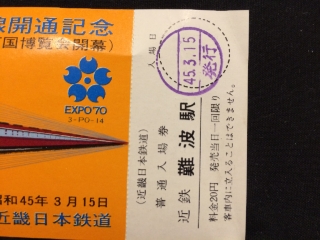 線開通記念
国博覧会開幕)
EXPO'70
3-PO-14
昭和45年3月15日
近畿日本鉄道
入場日
45.3.15
発行
(近畿日本鉄道)
普通入場券
近鉄 難波駅
料金20円 発売当日一回限り
客車内に立入ることはできません。